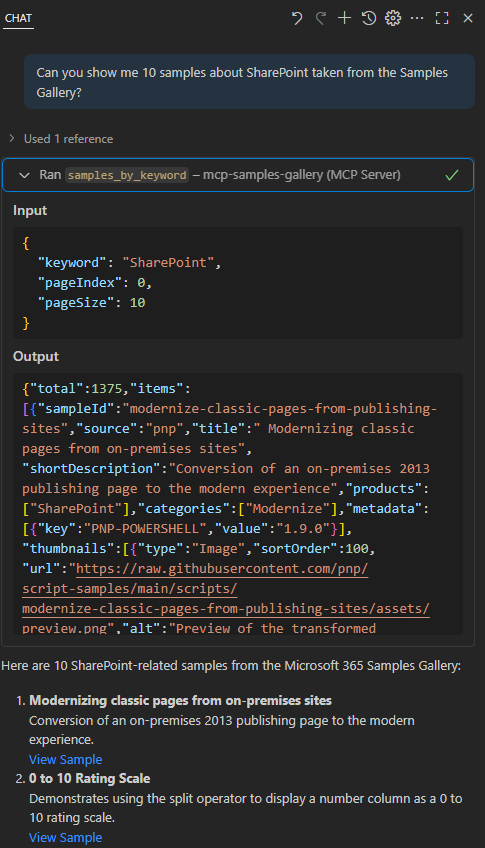 CHAT
Can you show me 10 samples about SharePoint taken from the Samples
Gallery?
Used 1 reference
Ran samples_by_keyword – mcp-samples-gallery (MCP Server)
Input
{
"keyword": "SharePoint",
"pageIndex": 0,
"pageSize": 10
}
Output
{"total":1375,"items":
[{"sampleId":"modernize-classic-pages-from-publishing-
sites","source":"pnp","title":" Modernizing classic
pages from on-premises sites",
"shortDescription":"Conversion of an on-premises 2013
publishing page to the modern experience","products":
["SharePoint"],"categories":["Modernize"],"metadata":
[{"key":"PNP-POWERSHELL","value":"1.9.0"}],
"thumbnails":[{"type":"Image","sortOrder":100,
"url":"https://raw.githubusercontent.com/pnp/
script-samples/main/scripts/
modernize-classic-pages-from-publishing-sites/assets/
preview.png","alt":"Preview of the transformed
Here are 10 SharePoint-related samples from the Microsoft 365 Samples Gallery:
1. Modernizing classic pages from on-premises sites
Conversion of an on-premises 2013 publishing page to the modern
experience.
View Sample
2. 0 to 10 Rating Scale
Demonstrates using the split operator to display a number column as a 0 to
10 rating scale.
View Sample